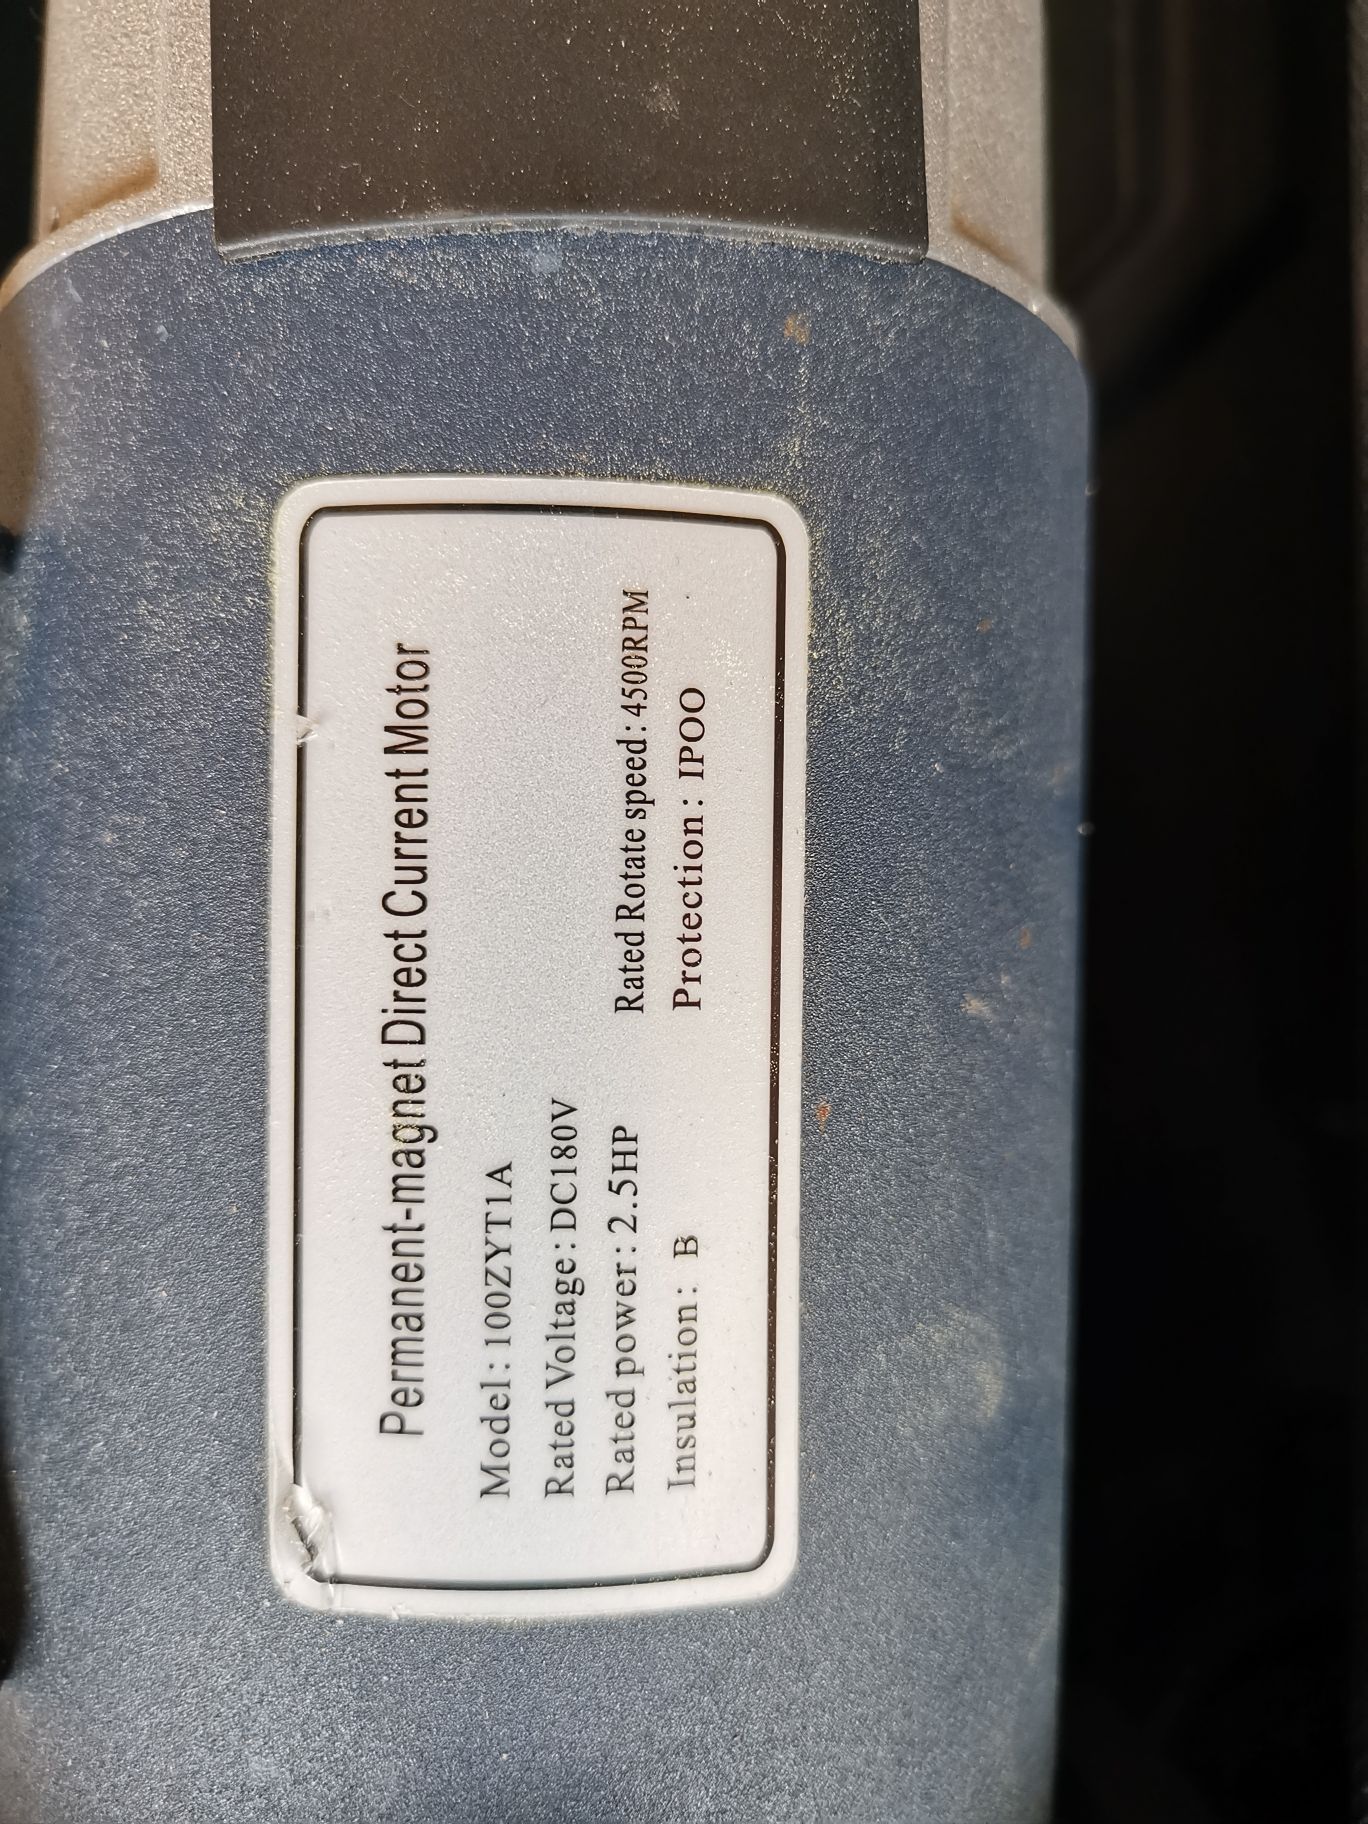 Permanent-magnet Direct Current Motor
Model: 100ZYT1A
Rated Voltage: DC180V
Rated power: 2.5HP Rated Rotate speed: 4500RPM
Insulation: B Protection: IPOO